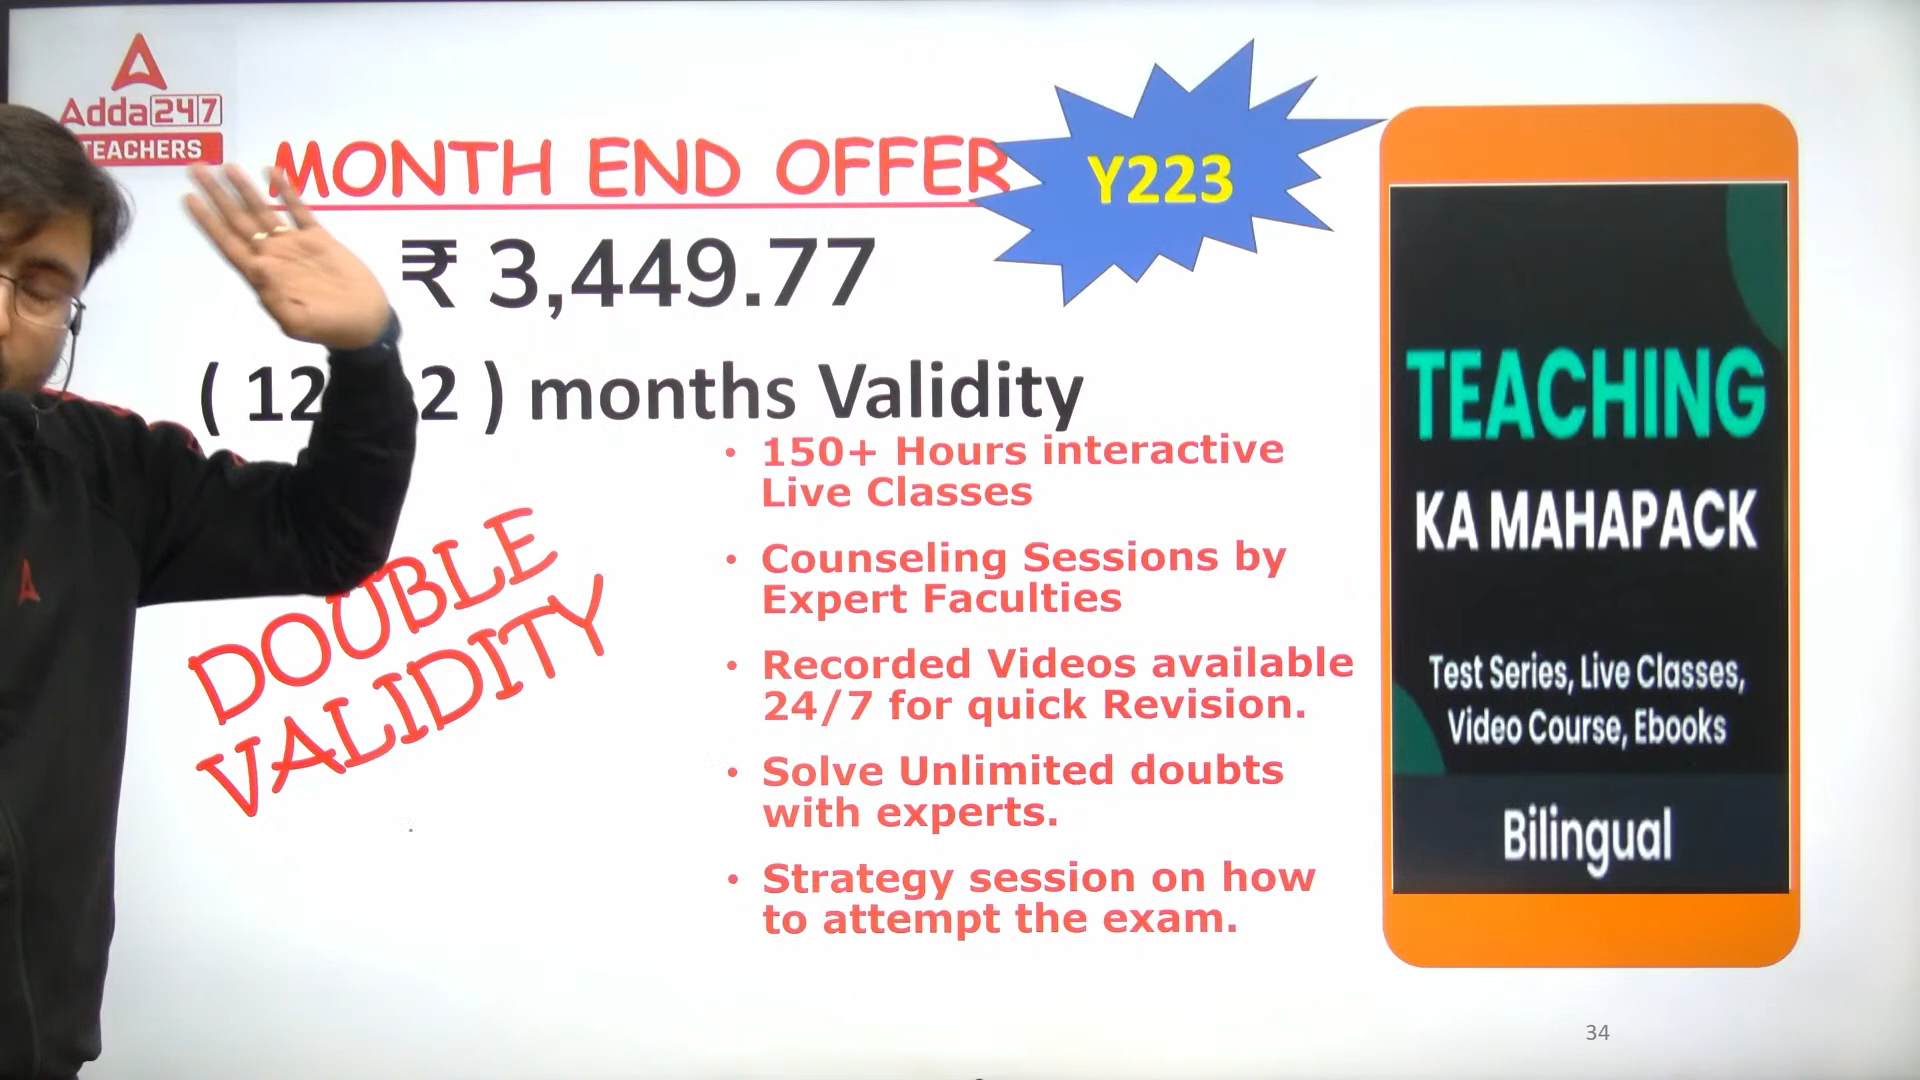 Adda247
TEACHERS
MONTH END OFFER
Y223
₹ 3,449.77
( 12 2 ) months Validity
• 150+ Hours interactive
Live Classes
• Counseling Sessions by
Expert Faculties
• Recorded Videos available
24/7 for quick Revision.
• Solve Unlimited doubts
with experts.
• Strategy session on how
to attempt the exam.
DOUBLE
VALIDITY
TEACHING
KA MAHAPACK
Test Series, Live Classes,
Video Course, Ebooks
Bilingual
34